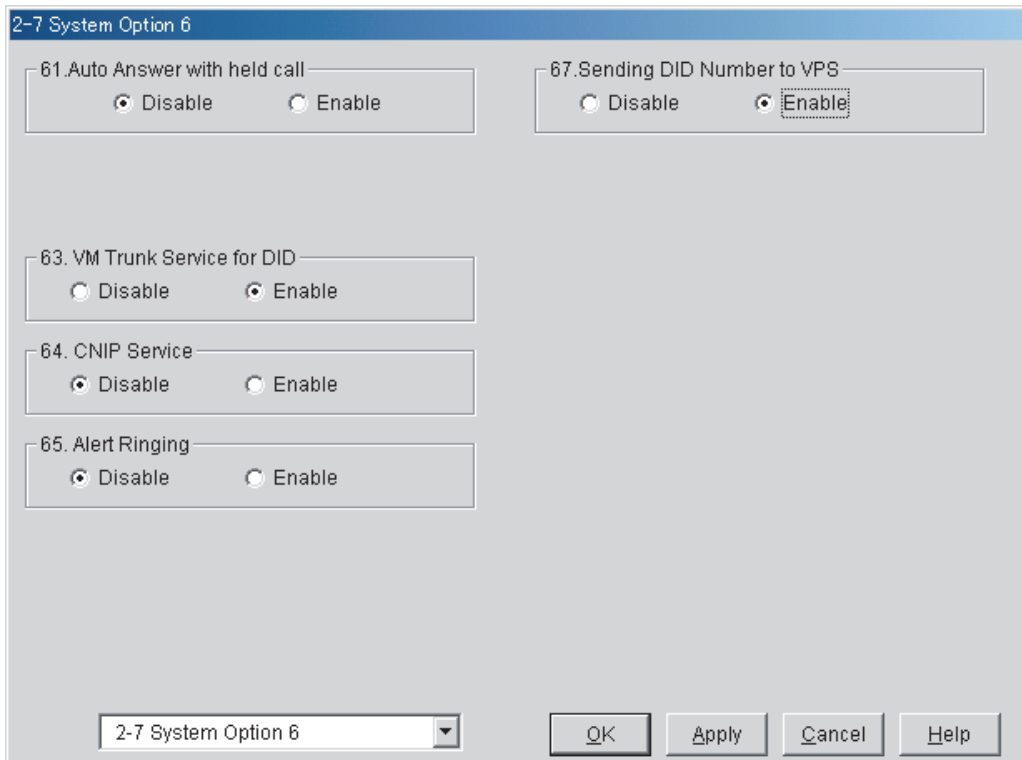 2-7 System Option 6
61.Auto Answer with held call
Disable Enable
67.Sending DID Number to VPS
Disable Enable
63. VM Trunk Service for DID
Disable Enable
64. CNIP Service
Disable Enable
65. Alert Ringing
Disable Enable
2-7 System Option 6
OK Apply Cancel Help